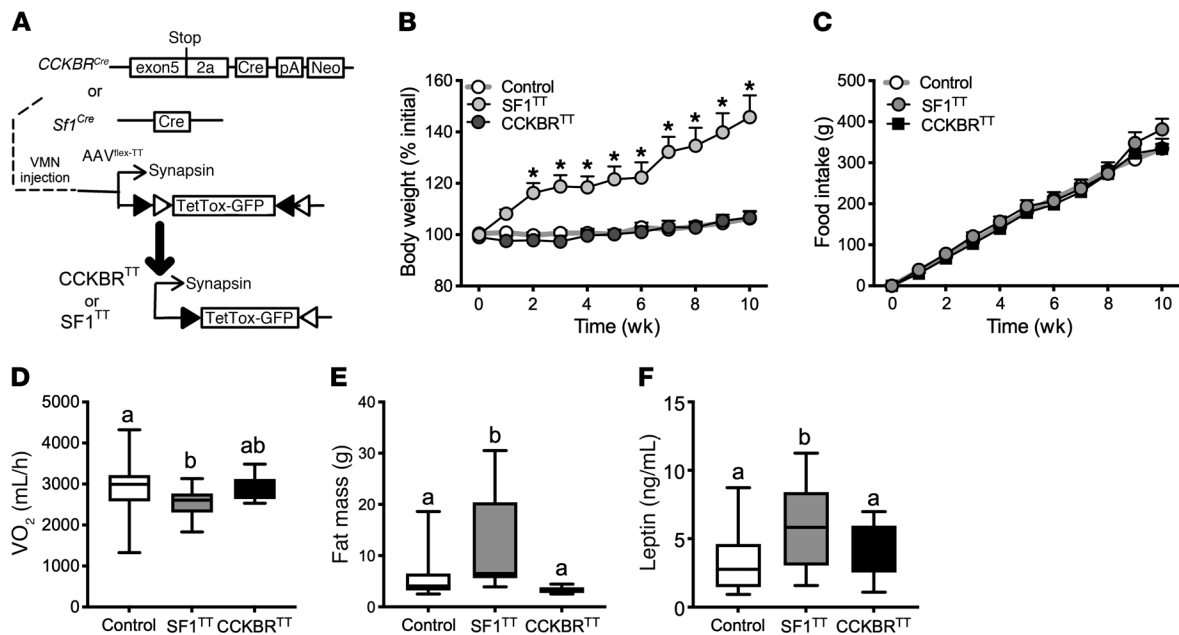 A
Stop
CCKBR^Cre
exon5 2a Cre pA Neo
or
Sf1^Cre
Cre
VMN
injection
AAV^flex-TT
Synapsin
TetTox-GFP
CCKBR^TT
or
SF1^TT
Synapsin
TetTox-GFP
B
Body weight (% initial)
160
140
120
100
80
Control
SF1^TT
CCKBR^TT
* * * * * * * * *
0 2 4 6 8 10
Time (wk)
C
Food intake (g)
500
400
300
200
100
0
Control
SF1^TT
CCKBR^TT
0 2 4 6 8 10
Time (wk)
D
VO₂ (mL/h)
5000
4000
3000
2000
1000
0
a b ab
Control SF1^TT CCKBR^TT
E
Fat mass (g)
40
30
20
10
0
a b a
Control SF1^TT CCKBR^TT
F
Leptin (ng/mL)
15
10
5
0
a b a
Control SF1^TT CCKBR^TT